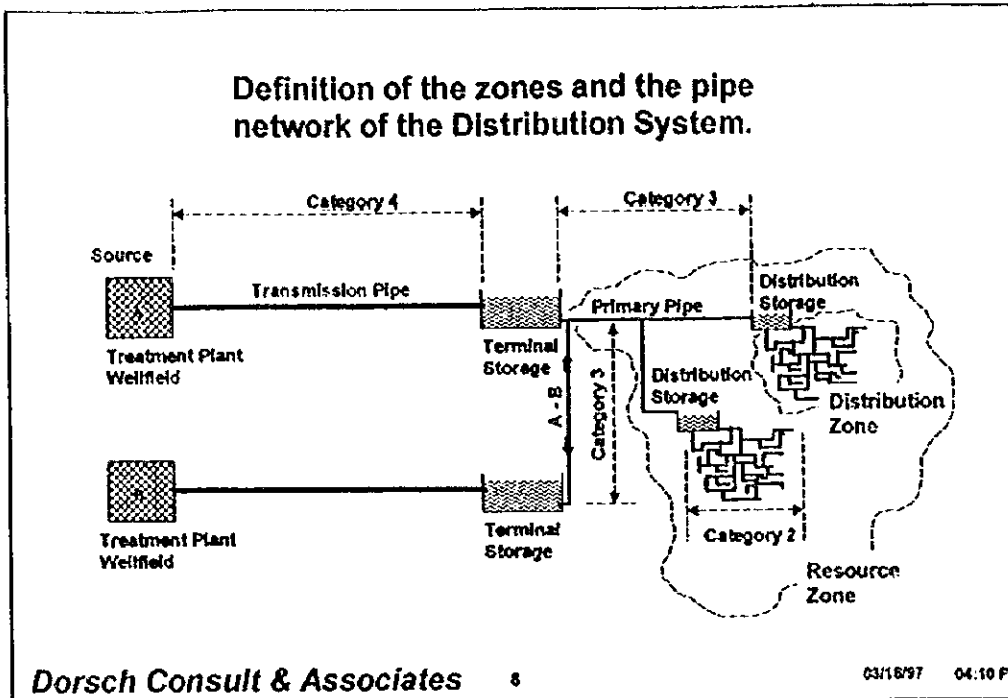 Definition of the zones and the pipe
network of the Distribution System.
Category 4
Category 3
Source
A
Transmission Pipe
Primary Pipe
Distribution
Storage
Treatment Plant
Wellfield
Terminal
Storage
A - B
Category 3
Distribution
Storage
Distribution
Zone
Treatment Plant
Wellfield
Terminal
Storage
Category 2
Resource
Zone
Dorsch Consult & Associates
03/18/97 04:10 P